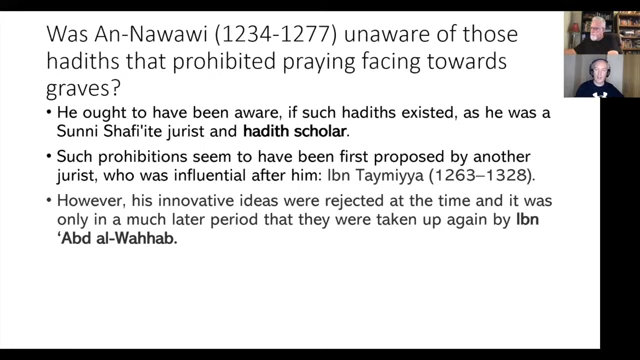 Was An-Nawawi (1234-1277) unaware of those
hadiths that prohibited praying facing towards
graves?
• He ought to have been aware, if such hadiths existed, as he was a
Sunni Shafi'ite jurist and hadith scholar.
• Such prohibitions seem to have been first proposed by another
jurist, who was influential after him: Ibn Taymiyya (1263–1328).
• However, his innovative ideas were rejected at the time and it was
only in a much later period that they were taken up again by Ibn
‘Abd al-Wahhab.